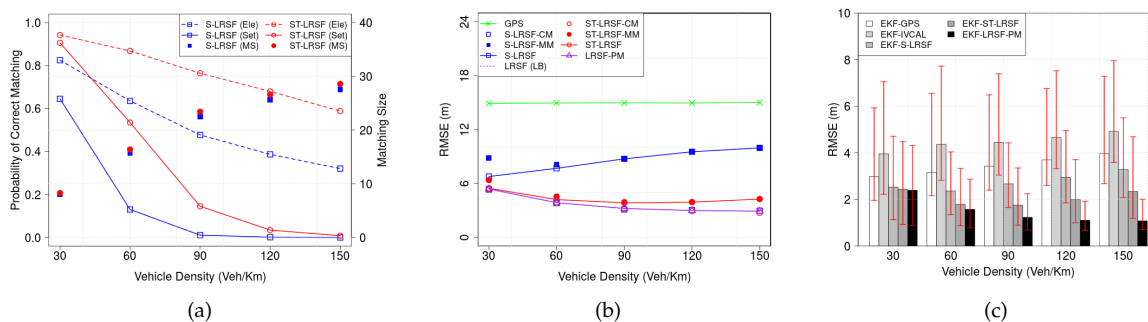 S-LRSF (Ele)
S-LRSF (Set)
S-LRSF (MS)
ST-LRSF (Ele)
ST-LRSF (Set)
ST-LRSF (MS)
Probability of Correct Matching
1.0
0.8
0.6
0.4
0.2
0.0
40
30
20
10
0
Matching Size
30 60 90 120 150
Vehicle Density (Veh/Km)
(a)
GPS
S-LRSF-CM
S-LRSF-MM
S-LRSF
LRSF (LB)
ST-LRSF-CM
ST-LRSF-MM
ST-LRSF
LRSF-PM
RMSE (m)
24
18
15
12
9
6
3
0
30 60 90 120 150
Vehicle Density (Veh/Km)
(b)
EKF-GPS
EKF-IVCAL
EKF-S-LRSF
EKF-ST-LRSF
EKF-LRSF-PM
RMSE (m)
10
8
6
4
2
0
30 60 90 120 150
Vehicle Density (Veh/Km)
(c)